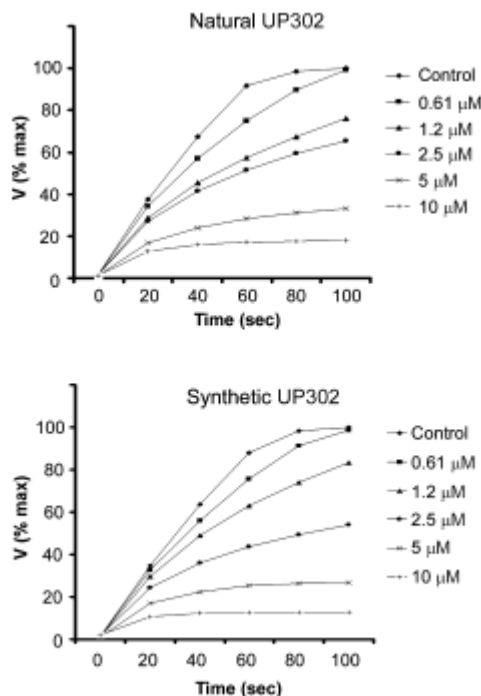 Natural UP302
V (% max)
100
80
60
40
20
0
0 20 40 60 80 100
Time (sec)
Control
0.61 μM
1.2 μM
2.5 μM
5 μM
10 μM
Synthetic UP302
V (% max)
100
80
60
40
20
0
0 20 40 60 80 100
Time (sec)
Control
0.61 μM
1.2 μM
2.5 μM
5 μM
10 μM